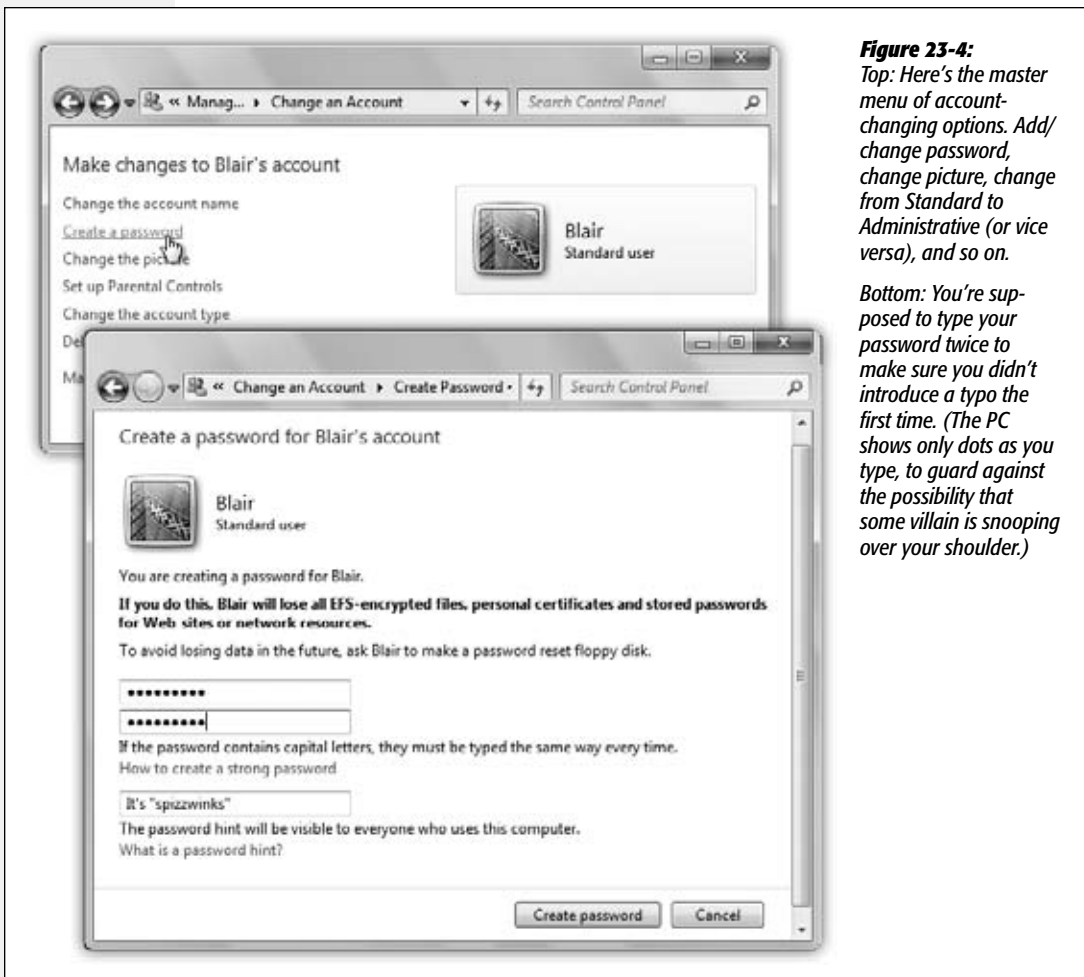 « Manag... ▸ Change an Account
Search Control Panel
Make changes to Blair's account
Change the account name
Create a password
Change the picture
Set up Parental Controls
Change the account type
Blair
Standard user
De
Ma
« Change an Account ▸ Create Password
Search Control Panel
Create a password for Blair's account
Blair
Standard user
You are creating a password for Blair.
If you do this, Blair will lose all EFS-encrypted files, personal certificates and stored passwords
for Web sites or network resources.
To avoid losing data in the future, ask Blair to make a password reset floppy disk.
•••••••••
•••••••••
If the password contains capital letters, they must be typed the same way every time.
How to create a strong password
It's "spizzwinks"
The password hint will be visible to everyone who uses this computer.
What is a password hint?
Create password
Cancel
Figure 23-4:
Top: Here's the master
menu of account-
changing options. Add/
change password,
change picture, change
from Standard to
Administrative (or vice
versa), and so on.
Bottom: You're sup-
posed to type your
password twice to
make sure you didn't
introduce a typo the
first time. (The PC
shows only dots as you
type, to guard against
the possibility that
some villain is snooping
over your shoulder.)